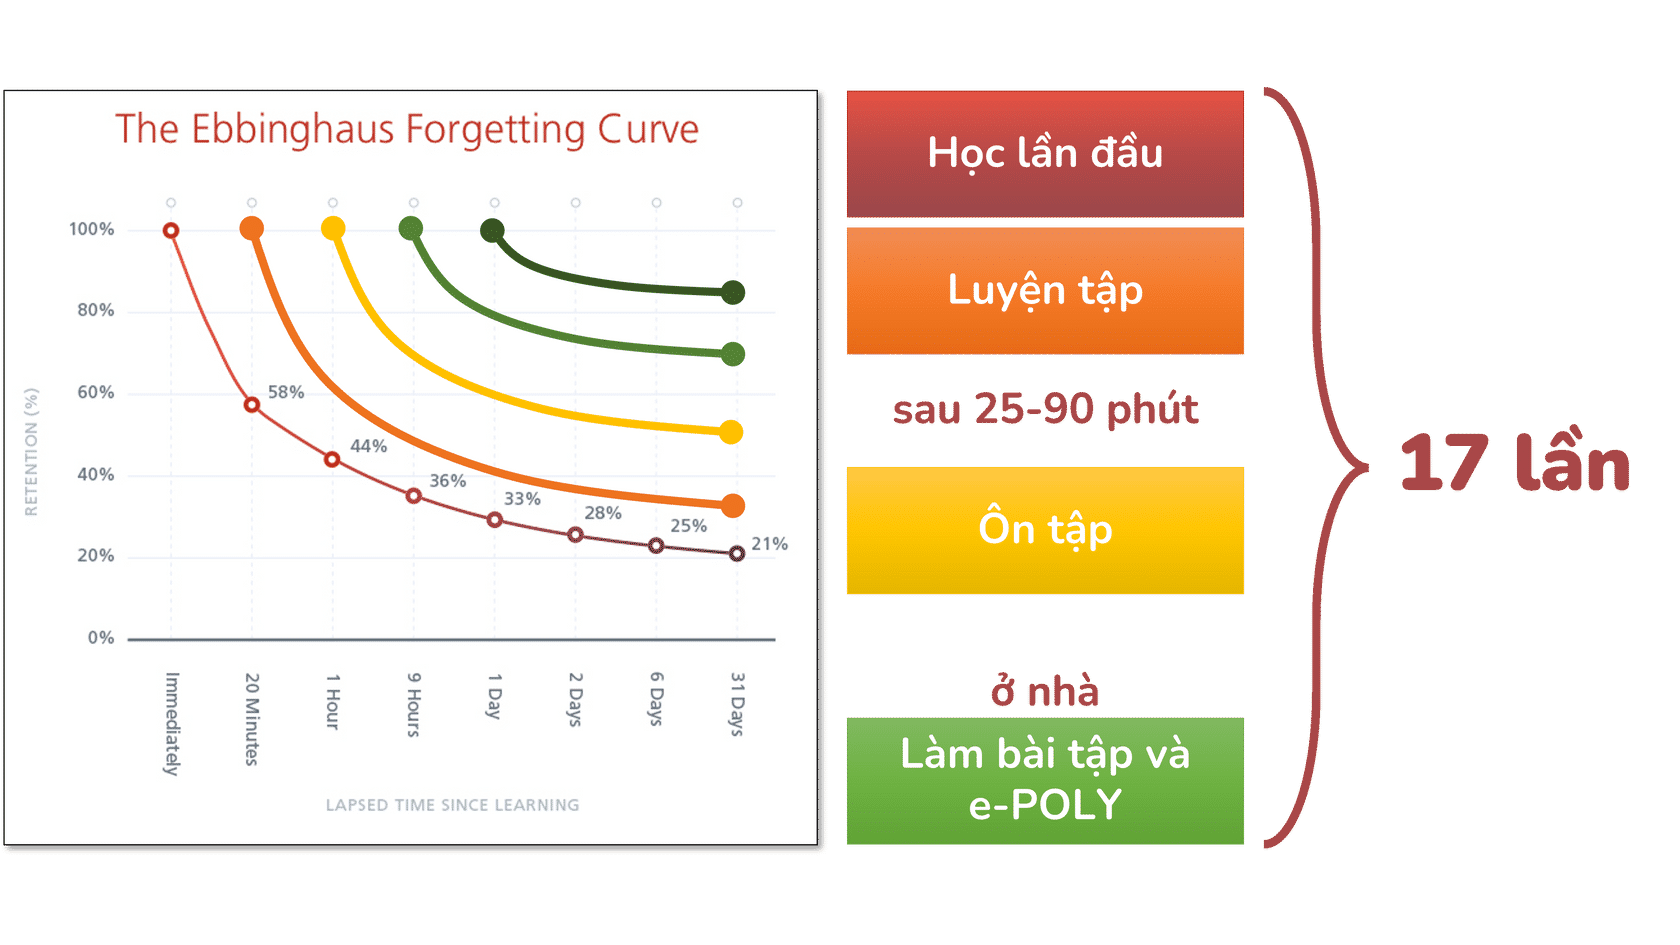 The Ebbinghaus Forgetting Curve
RETENTION (%)
100%
80%
60%
40%
20%
0%
58%
44%
36%
33%
28%
25%
21%
Immediately
20 Minutes
1 Hour
9 Hours
1 Day
2 Days
6 Days
31 Days
LAPSED TIME SINCE LEARNING
Học lần đầu
Luyện tập
sau 25-90 phút
Ôn tập
ở nhà
Làm bài tập và
e-POLY
17 lần